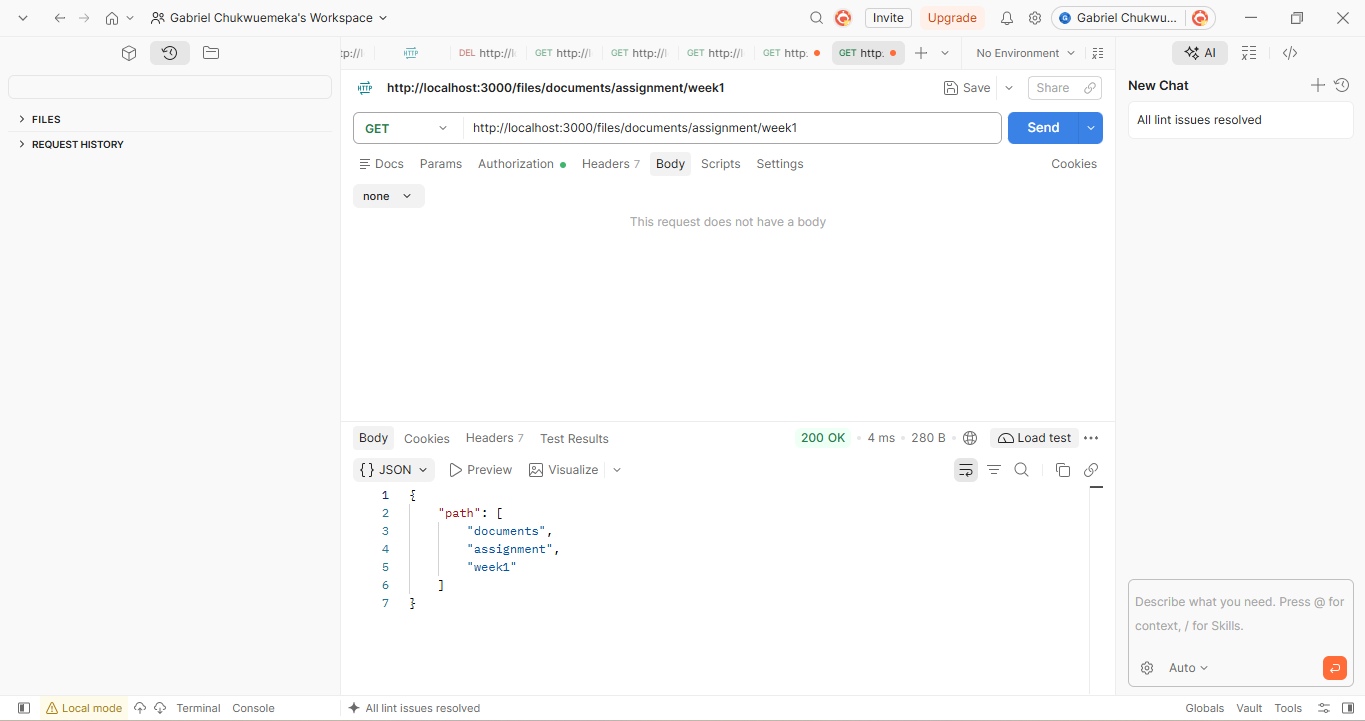 Gabriel Chukwuemeka's Workspace
Invite
Upgrade
Gabriel Chukwu...
DEL http://l
GET http://l
GET http://l
GET http://l
GET http.
GET http.
No Environment
AI
FILES
REQUEST HISTORY
HTTP http://localhost:3000/files/documents/assignment/week1
Save
Share
GET http://localhost:3000/files/documents/assignment/week1
Send
Docs Params Authorization Headers 7 Body Scripts Settings Cookies
none
This request does not have a body
Body Cookies Headers 7 Test Results
200 OK • 4 ms • 280 B •
Load test
{} JSON Preview Visualize
1 {
2 "path": [
3 "documents",
4 "assignment",
5 "week1"
6 ]
7 }
New Chat
All lint issues resolved
Describe what you need. Press @ for
context, / for Skills.
Auto
Local mode Terminal Console
All lint issues resolved
Globals Vault Tools